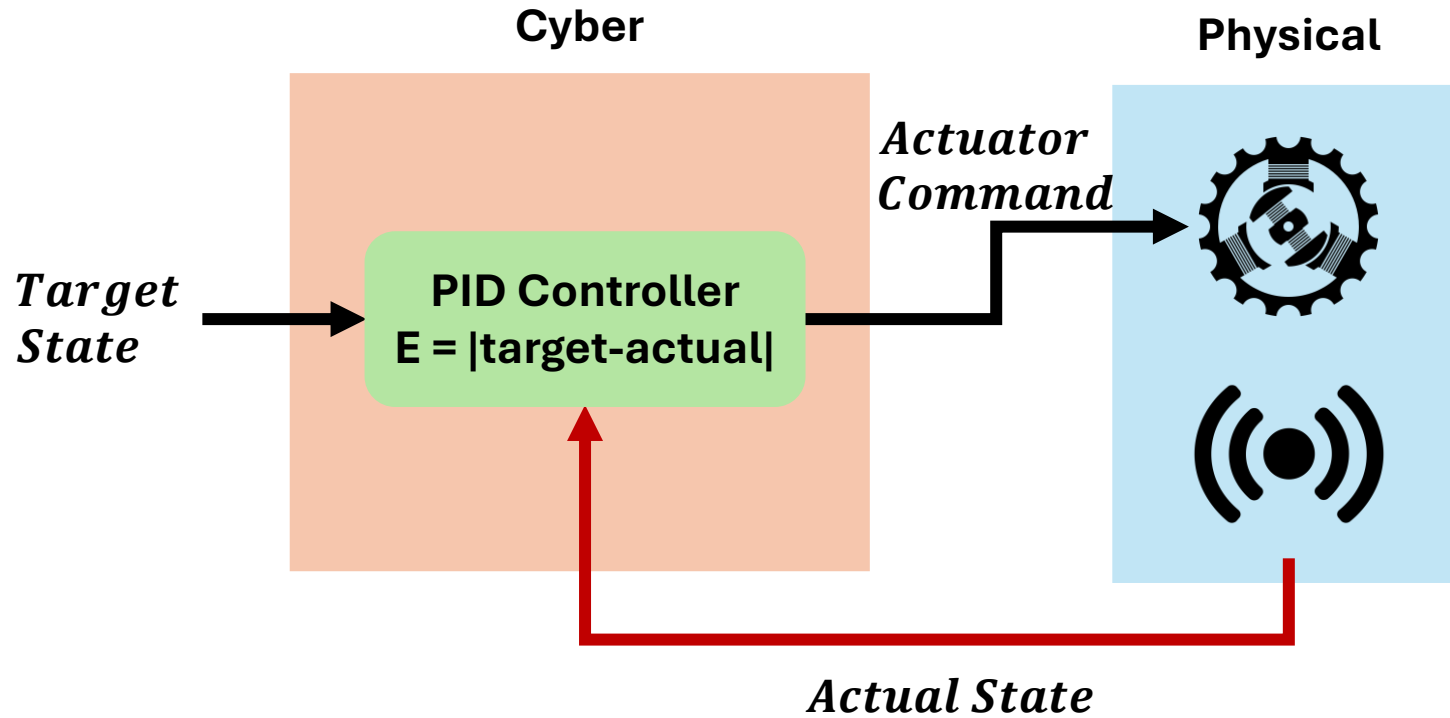 Cyber
Physical
Actuator
Command
Target
State
PID Controller
E = |target-actual|
Actual State